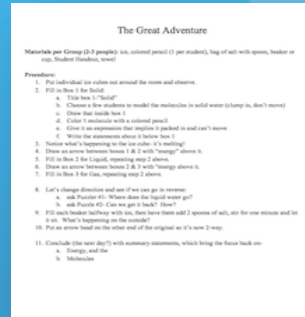 The Great Adventure
Materials per Group (2-3 people): ice, colored pencil (1 per student), bag of salt with spoon, beaker or
cup, Student Handout, towel
Procedure:
1. Put individual ice cubes out around the room and observe.
2. Fill in Box 1 for Solid:
a. Title box 1-"Solid"
b. Choose a few students to model the molecules in solid water (clump in, don't move)
c. Draw that inside box 1
d. Color 1 molecule with a colored pencil
e. Give it an expression that implies it packed in and can't move
f. Write the statements about it below box 1
3. Notice what's happening to the ice cube- it's melting!
4. Draw an arrow between boxes 1 & 2 with "energy" above it.
5. Fill in Box 2 for Liquid, repeating step 2 above.
6. Draw an arrow between boxes 2 & 3 with "energy above it.
7. Fill in Box 3 for Gas, repeating step 2 above.
8. Let's change direction and see if we can go in reverse:
a. ask Puzzler #1- Where does the liquid water go?
b. ask Puzzle #2- Can we get it back? How?
9. Fill each beaker halfway with ice, then have them add 2 spoons of salt, stir for one minute and let
it sit. What's happening on the outside?
10. Put an arrow head on the other end of the original so it's now 2-way.
11. Conclude (the next day?) with summary statements, which bring the focus back on-
a. Energy, and the
b. Molecules